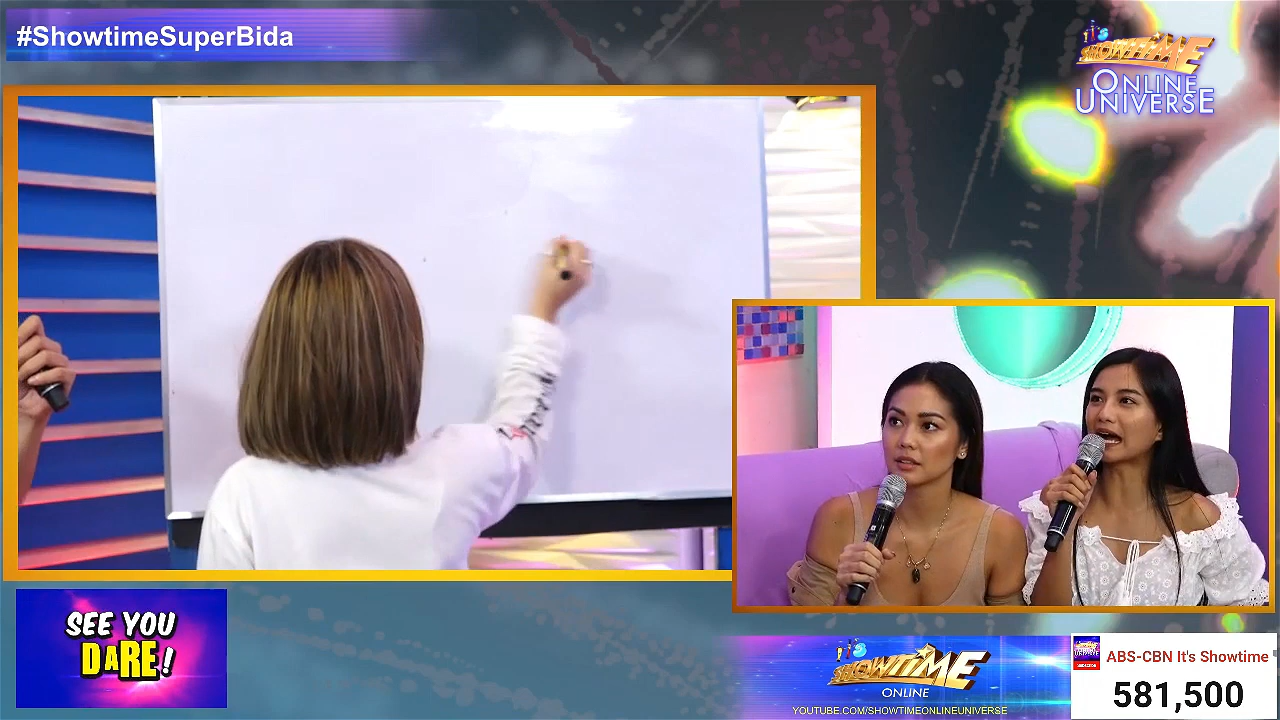 #ShowtimeSuperBida
it's
SHOWTIME
ONLINE
UNIVERSE
SEE YOU
DARE!
it's
SHOWTIME
ONLINE
YOUTUBE.COM/SHOWTIMEONLINEUNIVERSE
ABS-CBN It's Showtime
581,500